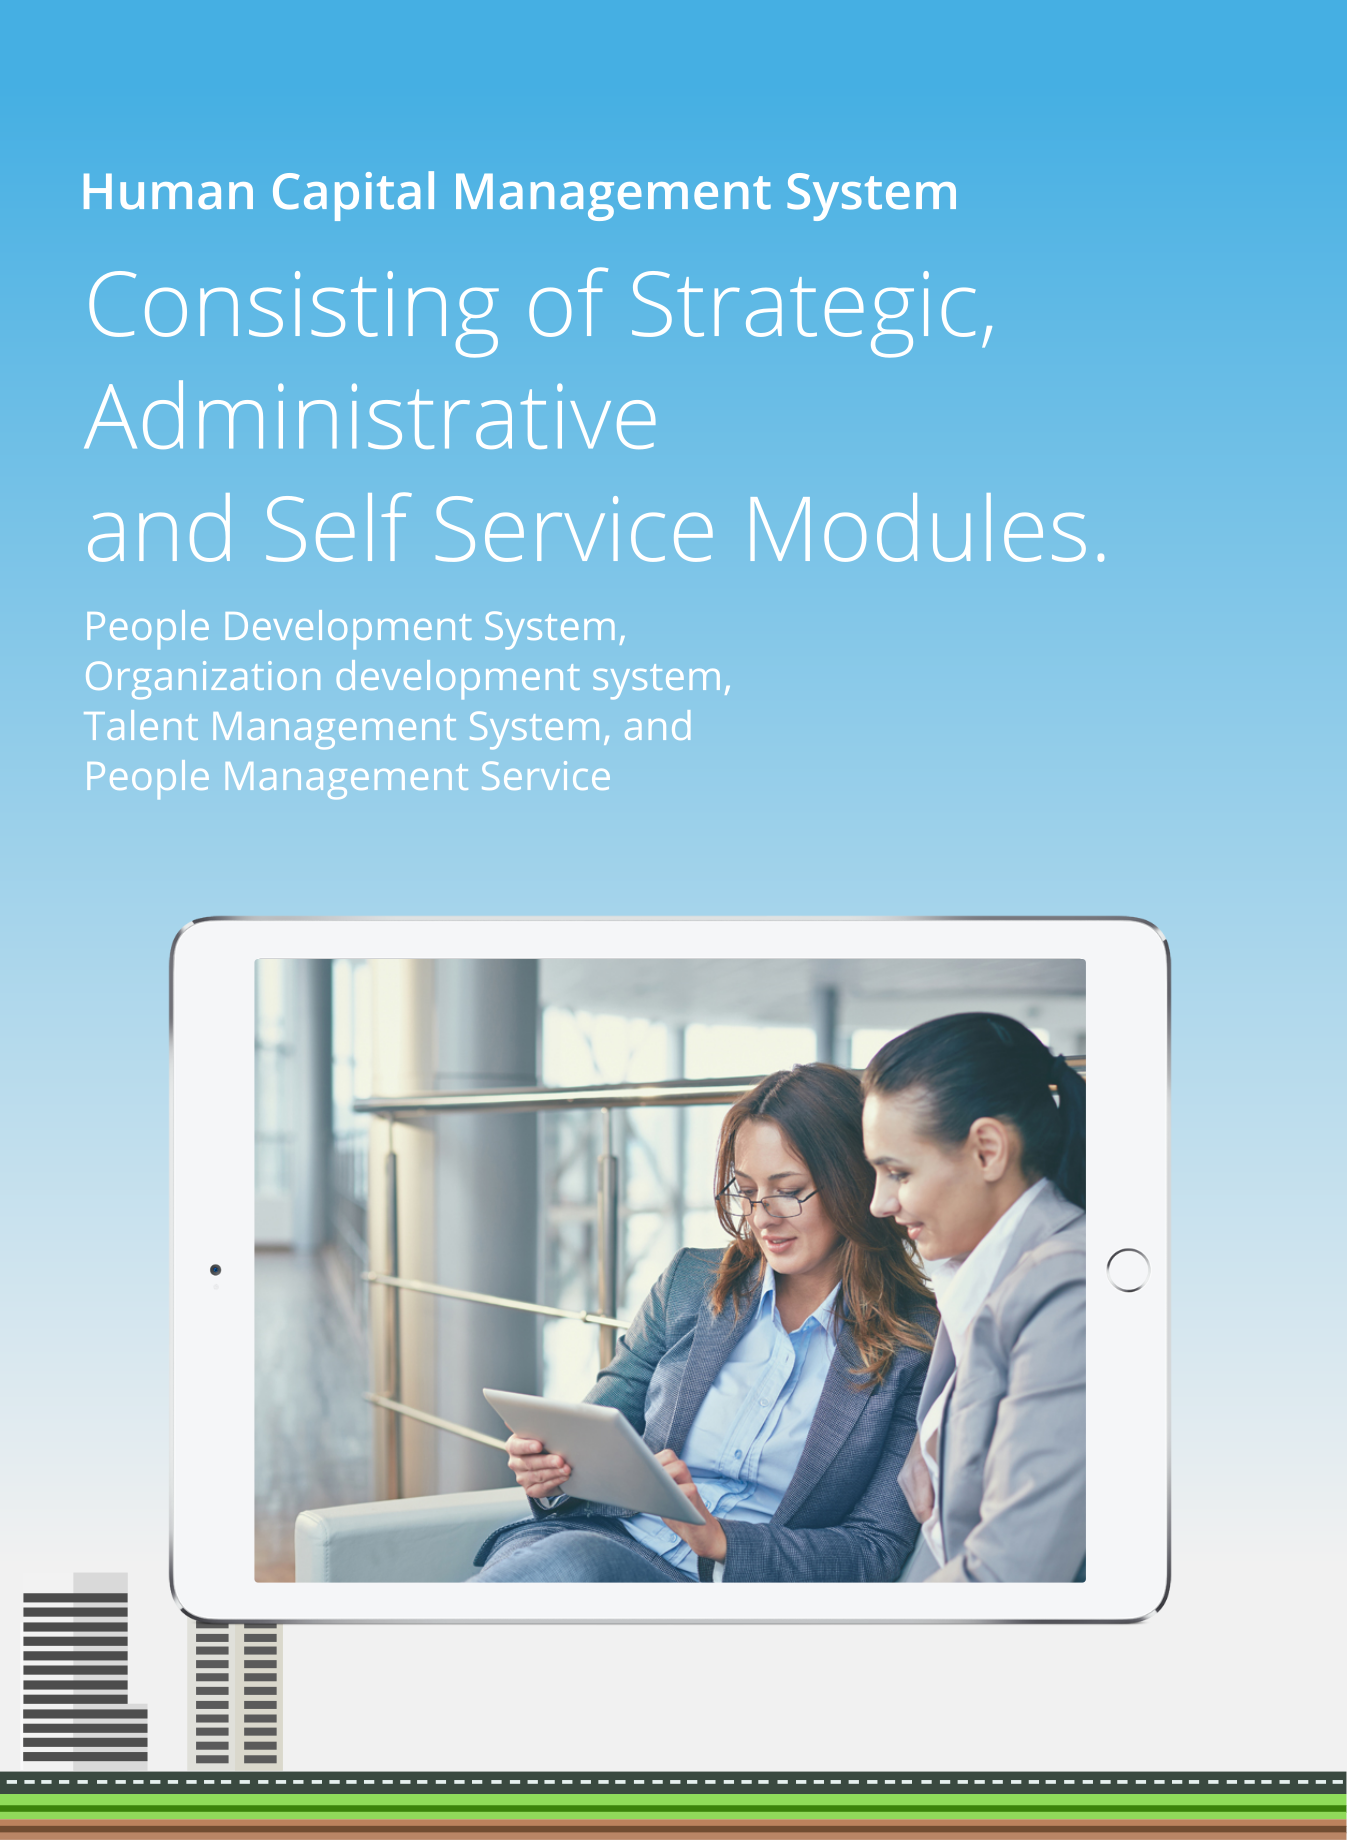 Human Capital Management System
Consisting of Strategic,
Administrative
and Self Service Modules.
People Development System,
Organization development system,
Talent Management System, and
People Management Service